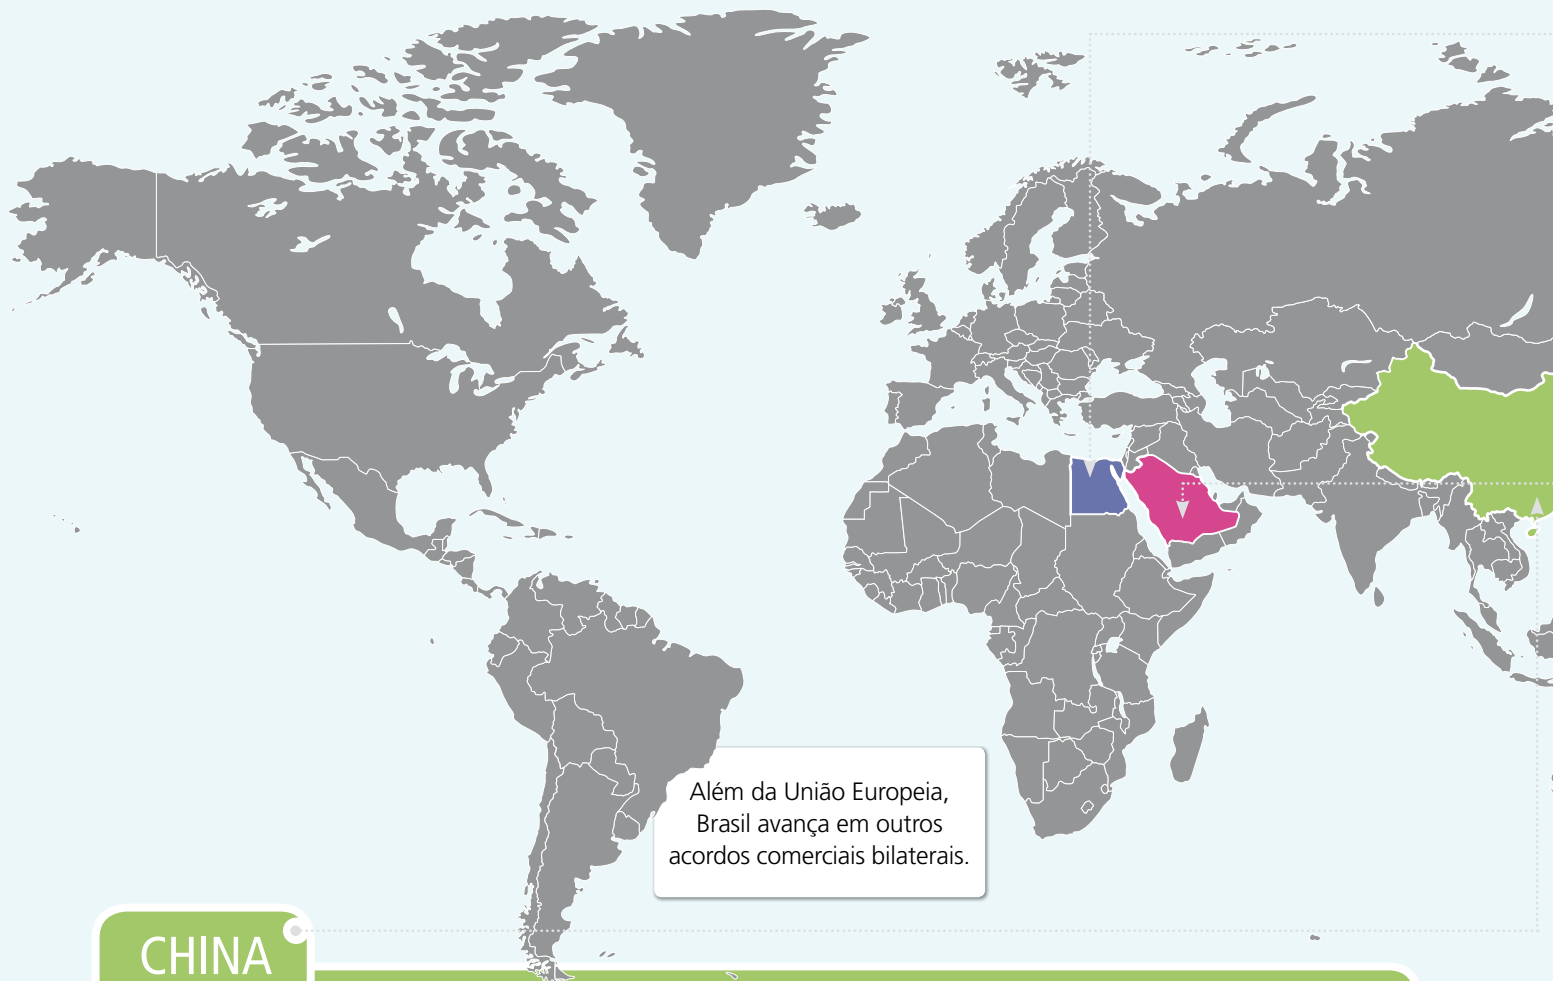 Além da União Europeia,
Brasil avança em outros
acordos comerciais bilaterais.
CHINA